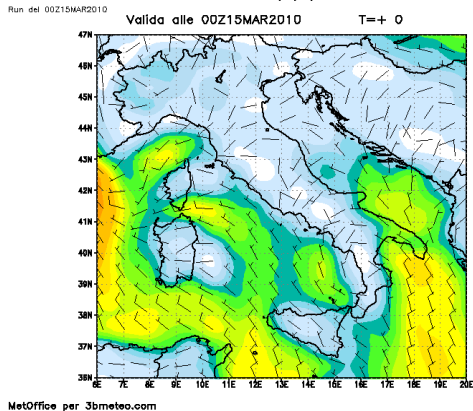 Run del 00Z15MAR2010
Valida alle 00Z15MAR2010 T=+ 0
47N
46N
45N
44N
43N
42N
41N
40N
39N
38N
37N
36N
6E 7E 8E 9E 10E 11E 12E 13E 14E 15E 16E 17E 18E 19E 20E
MetOffice per 3bmeteo.com